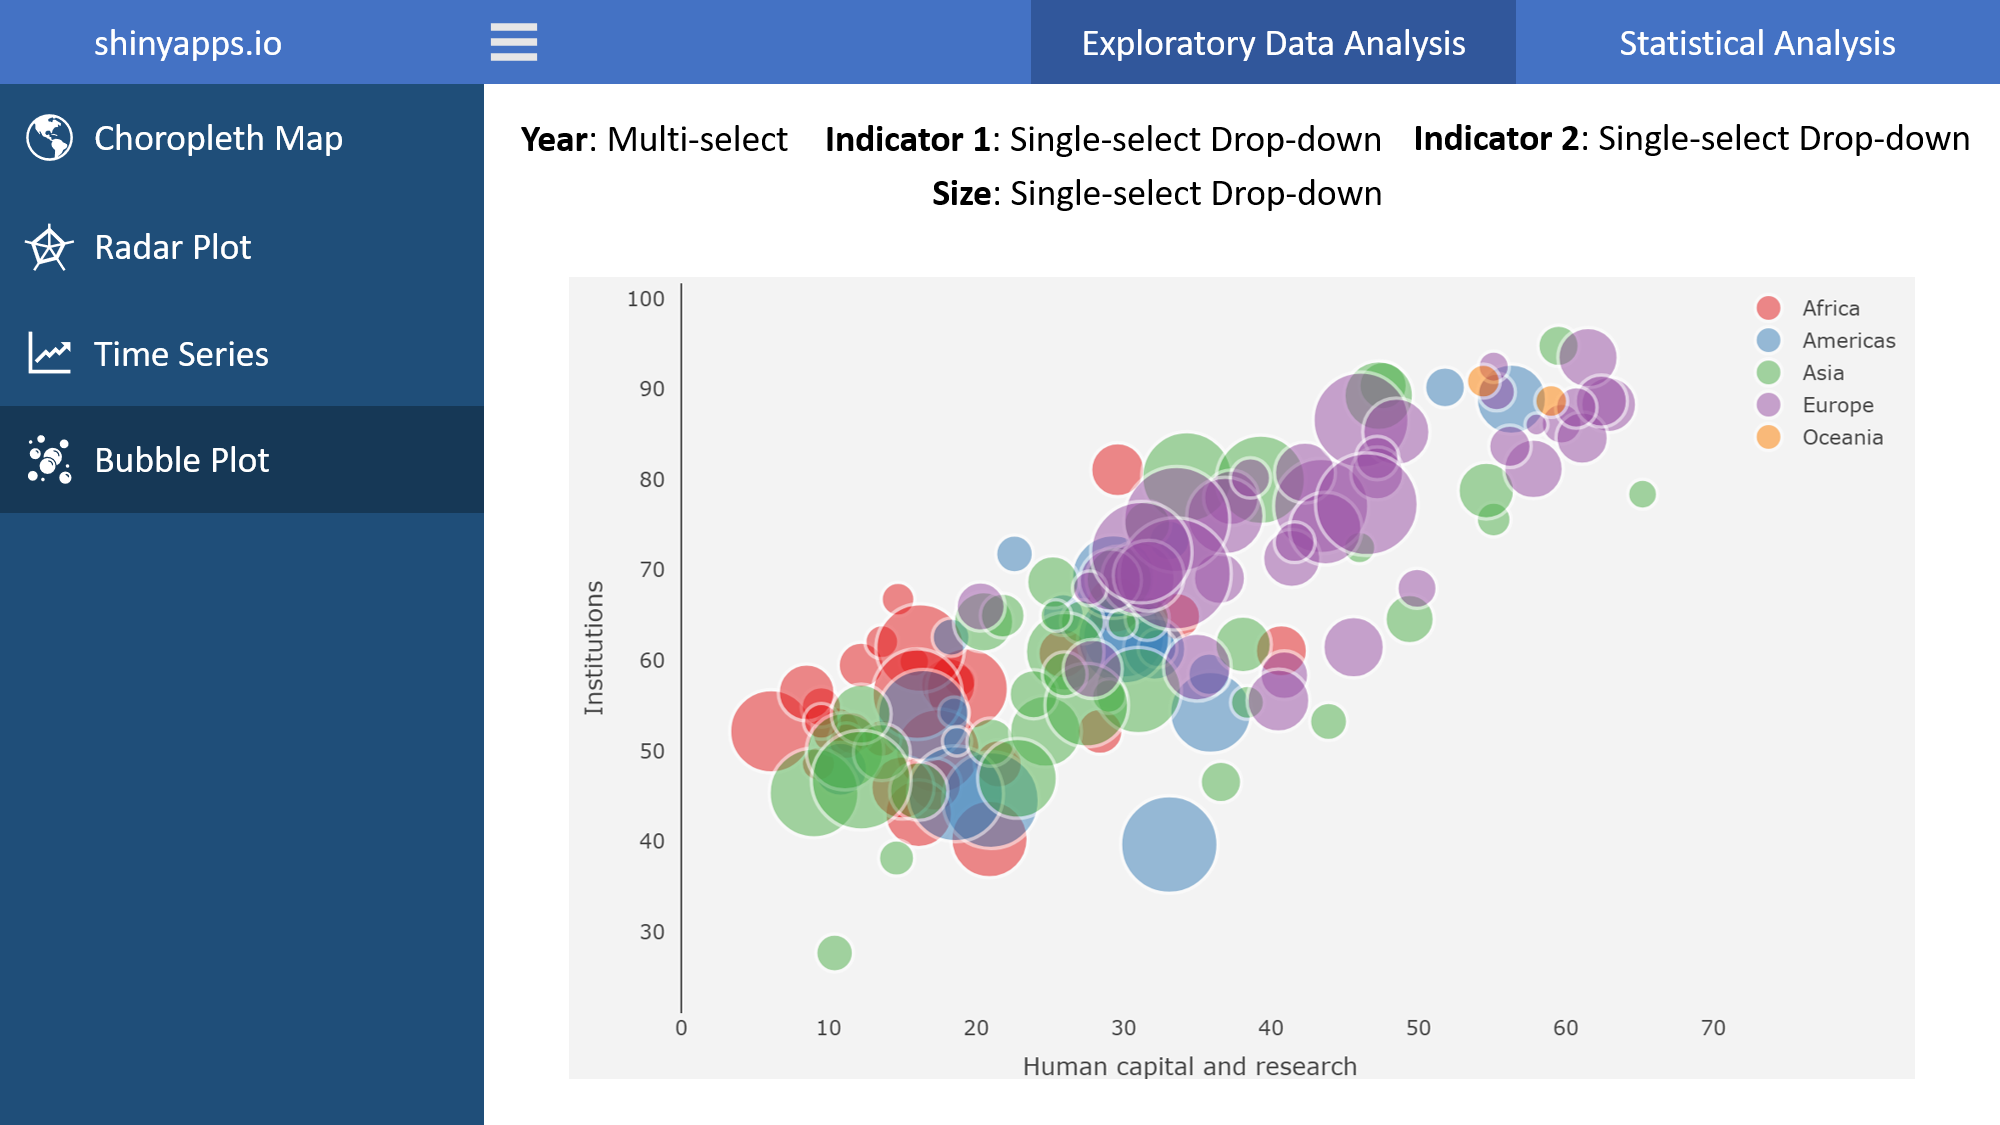 shinyapps.io
Exploratory Data Analysis
Statistical Analysis
Choropleth Map
Radar Plot
Time Series
Bubble Plot
Year: Multi-select
Indicator 1: Single-select Drop-down
Indicator 2: Single-select Drop-down
Size: Single-select Drop-down
100
90
80
70
60
50
40
30
Institutions
0
10
20
30
40
50
60
70
Human capital and research
Africa
Americas
Asia
Europe
Oceania